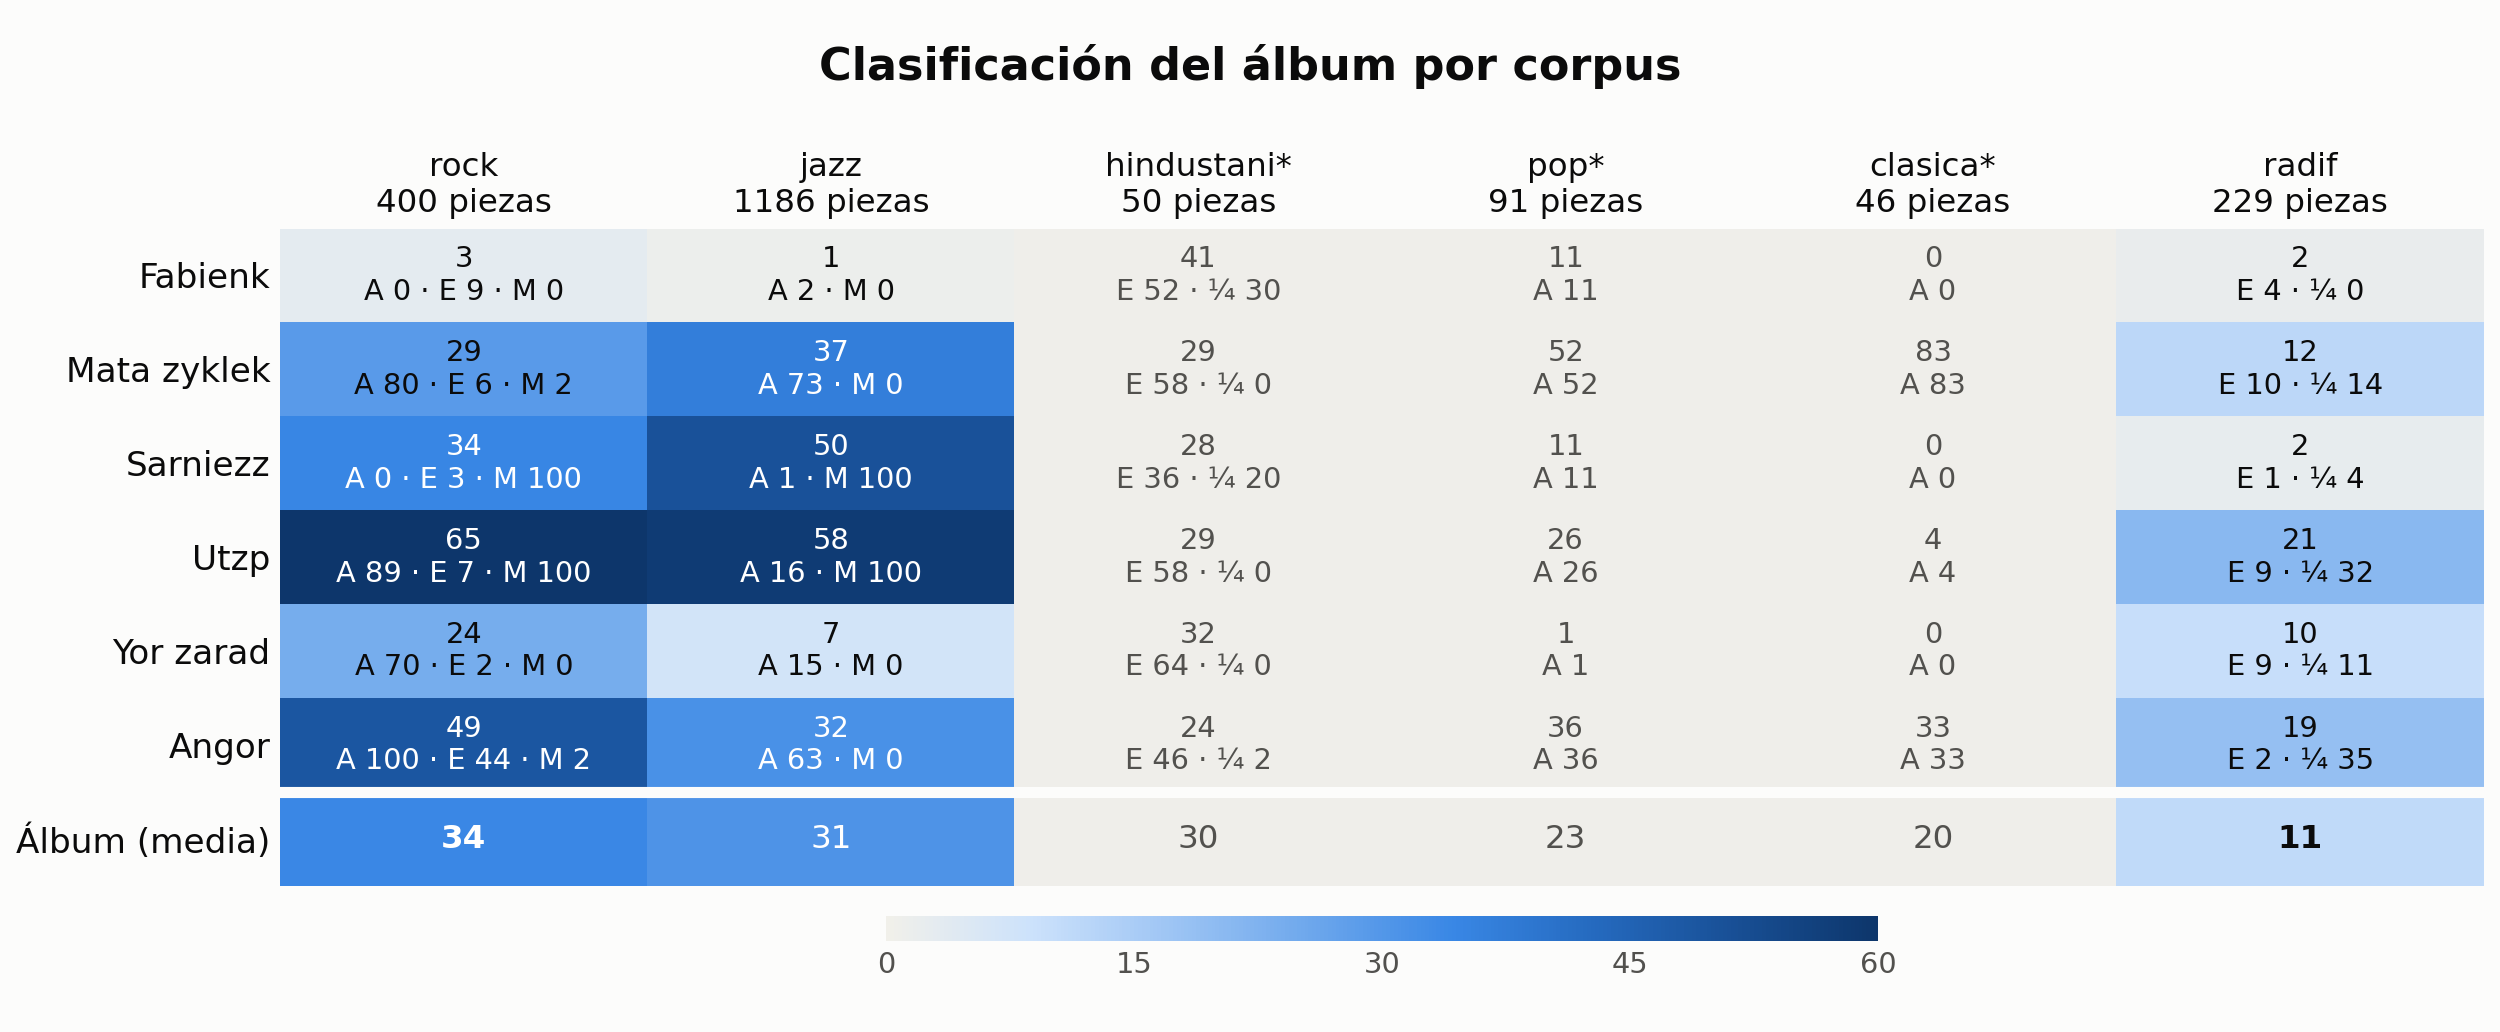 Clasificación del álbum por corpus
rock jazz hindustani* pop* clasica* radif
400 piezas 1186 piezas 50 piezas 91 piezas 46 piezas 229 piezas
Fabienk
3 1 41 11 0 2
A 0 · E 9 · M 0 A 2 · M 0 E 52 · ¼ 30 A 11 A 0 E 4 · ¼ 0
Mata zyklek
29 37 29 52 83 12
A 80 · E 6 · M 2 A 73 · M 0 E 58 · ¼ 0 A 52 A 83 E 10 · ¼ 14
Sarniezz
34 50 28 11 0 2
A 0 · E 3 · M 100 A 1 · M 100 E 36 · ¼ 20 A 11 A 0 E 1 · ¼ 4
Utzp
65 58 29 26 4 21
A 89 · E 7 · M 100 A 16 · M 100 E 58 · ¼ 0 A 26 A 4 E 9 · ¼ 32
Yor zarad
24 7 32 1 0 10
A 70 · E 2 · M 0 A 15 · M 0 E 64 · ¼ 0 A 1 A 0 E 9 · ¼ 11
Angor
49 32 24 36 33 19
A 100 · E 44 · M 2 A 63 · M 0 E 46 · ¼ 2 A 36 A 33 E 2 · ¼ 35
Álbum (media) 34 31 30 23 20 11
0 15 30 45 60